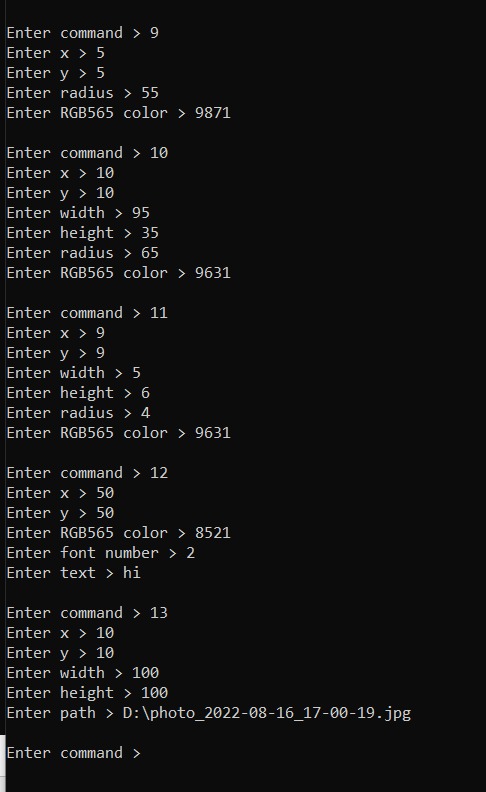 Enter command > 9
Enter x > 5
Enter y > 5
Enter radius > 55
Enter RGB565 color > 9871
Enter command > 10
Enter x > 10
Enter y > 10
Enter width > 95
Enter height > 35
Enter radius > 65
Enter RGB565 color > 9631
Enter command > 11
Enter x > 9
Enter y > 9
Enter width > 5
Enter height > 6
Enter radius > 4
Enter RGB565 color > 9631
Enter command > 12
Enter x > 50
Enter y > 50
Enter RGB565 color > 8521
Enter font number > 2
Enter text > hi
Enter command > 13
Enter x > 10
Enter y > 10
Enter width > 100
Enter height > 100
Enter path > D:\photo_2022-08-16_17-00-19.jpg
Enter command >